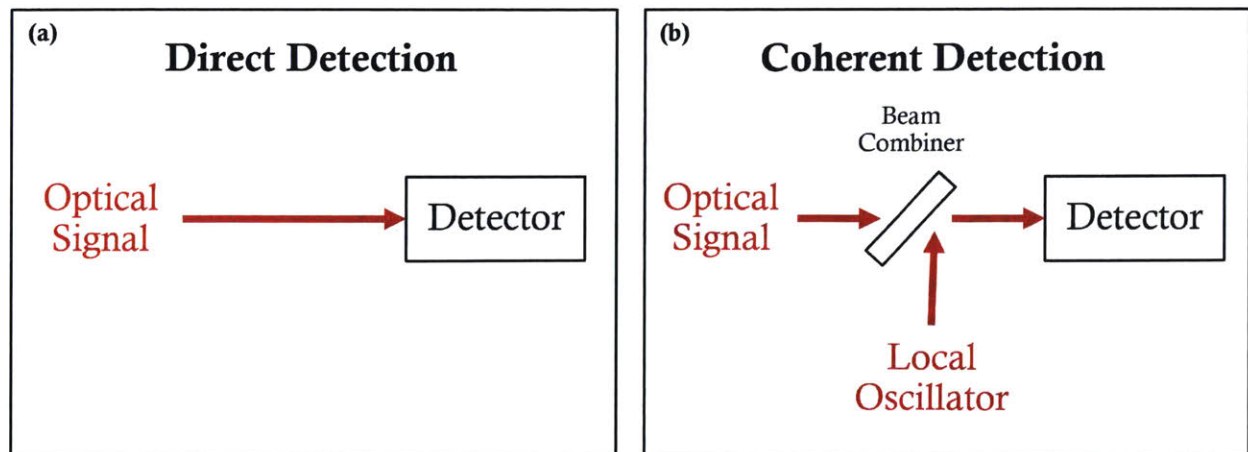 (a)
Direct Detection
Optical
Signal
Detector
(b)
Coherent Detection
Beam
Combiner
Optical
Signal
Detector
Local
Oscillator